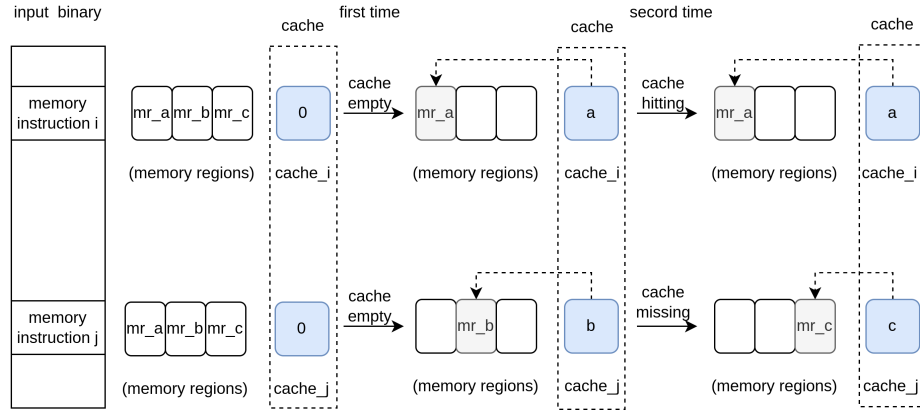 input binary
cache
first time
cache
second time
cache
memory
instruction i
mr_a mr_b mr_c
0
cache
empty
mr_a
a
cache
hitting
mr_a
a
(memory regions)
cache_i
(memory regions)
cache_i
(memory regions)
cache_i
memory
instruction j
mr_a mr_b mr_c
0
cache
empty
mr_b
b
cache
missing
mr_c
c
(memory regions)
cache_j
(memory regions)
cache_j
(memory regions)
cache_j